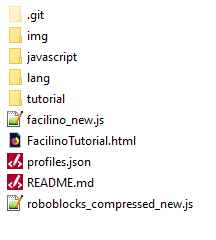 .git
img
javascript
lang
tutorial
facilino_new.js
FacilinoTutorial.html
profiles.json
README.md
roboblocks_compressed_new.js